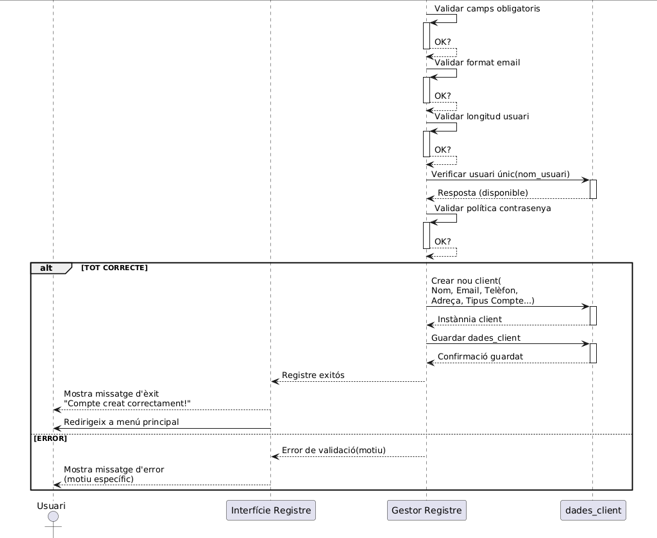 Validar camps obligatoris
OK?
Validar format email
OK?
Validar longitud usuari
OK?
Verificar usuari únic(nom_usuari)
Resposta (disponible)
Validar política contrasenya
OK?
alt [TOT CORRECTE]
Crear nou client(
Nom, Email, Telèfon,
Adreça, Tipus Compte...)
Instànnia client
Guardar dades_client
Confirmació guardat
Registre exitós
Mostra missatge d'èxit
"Compte creat correctament!"
Redirigeix a menú principal
[ERROR]
Error de validació(motiu)
Mostra missatge d'error
(motiu específic)
Usuari
Interfície Registre
Gestor Registre
dades_client